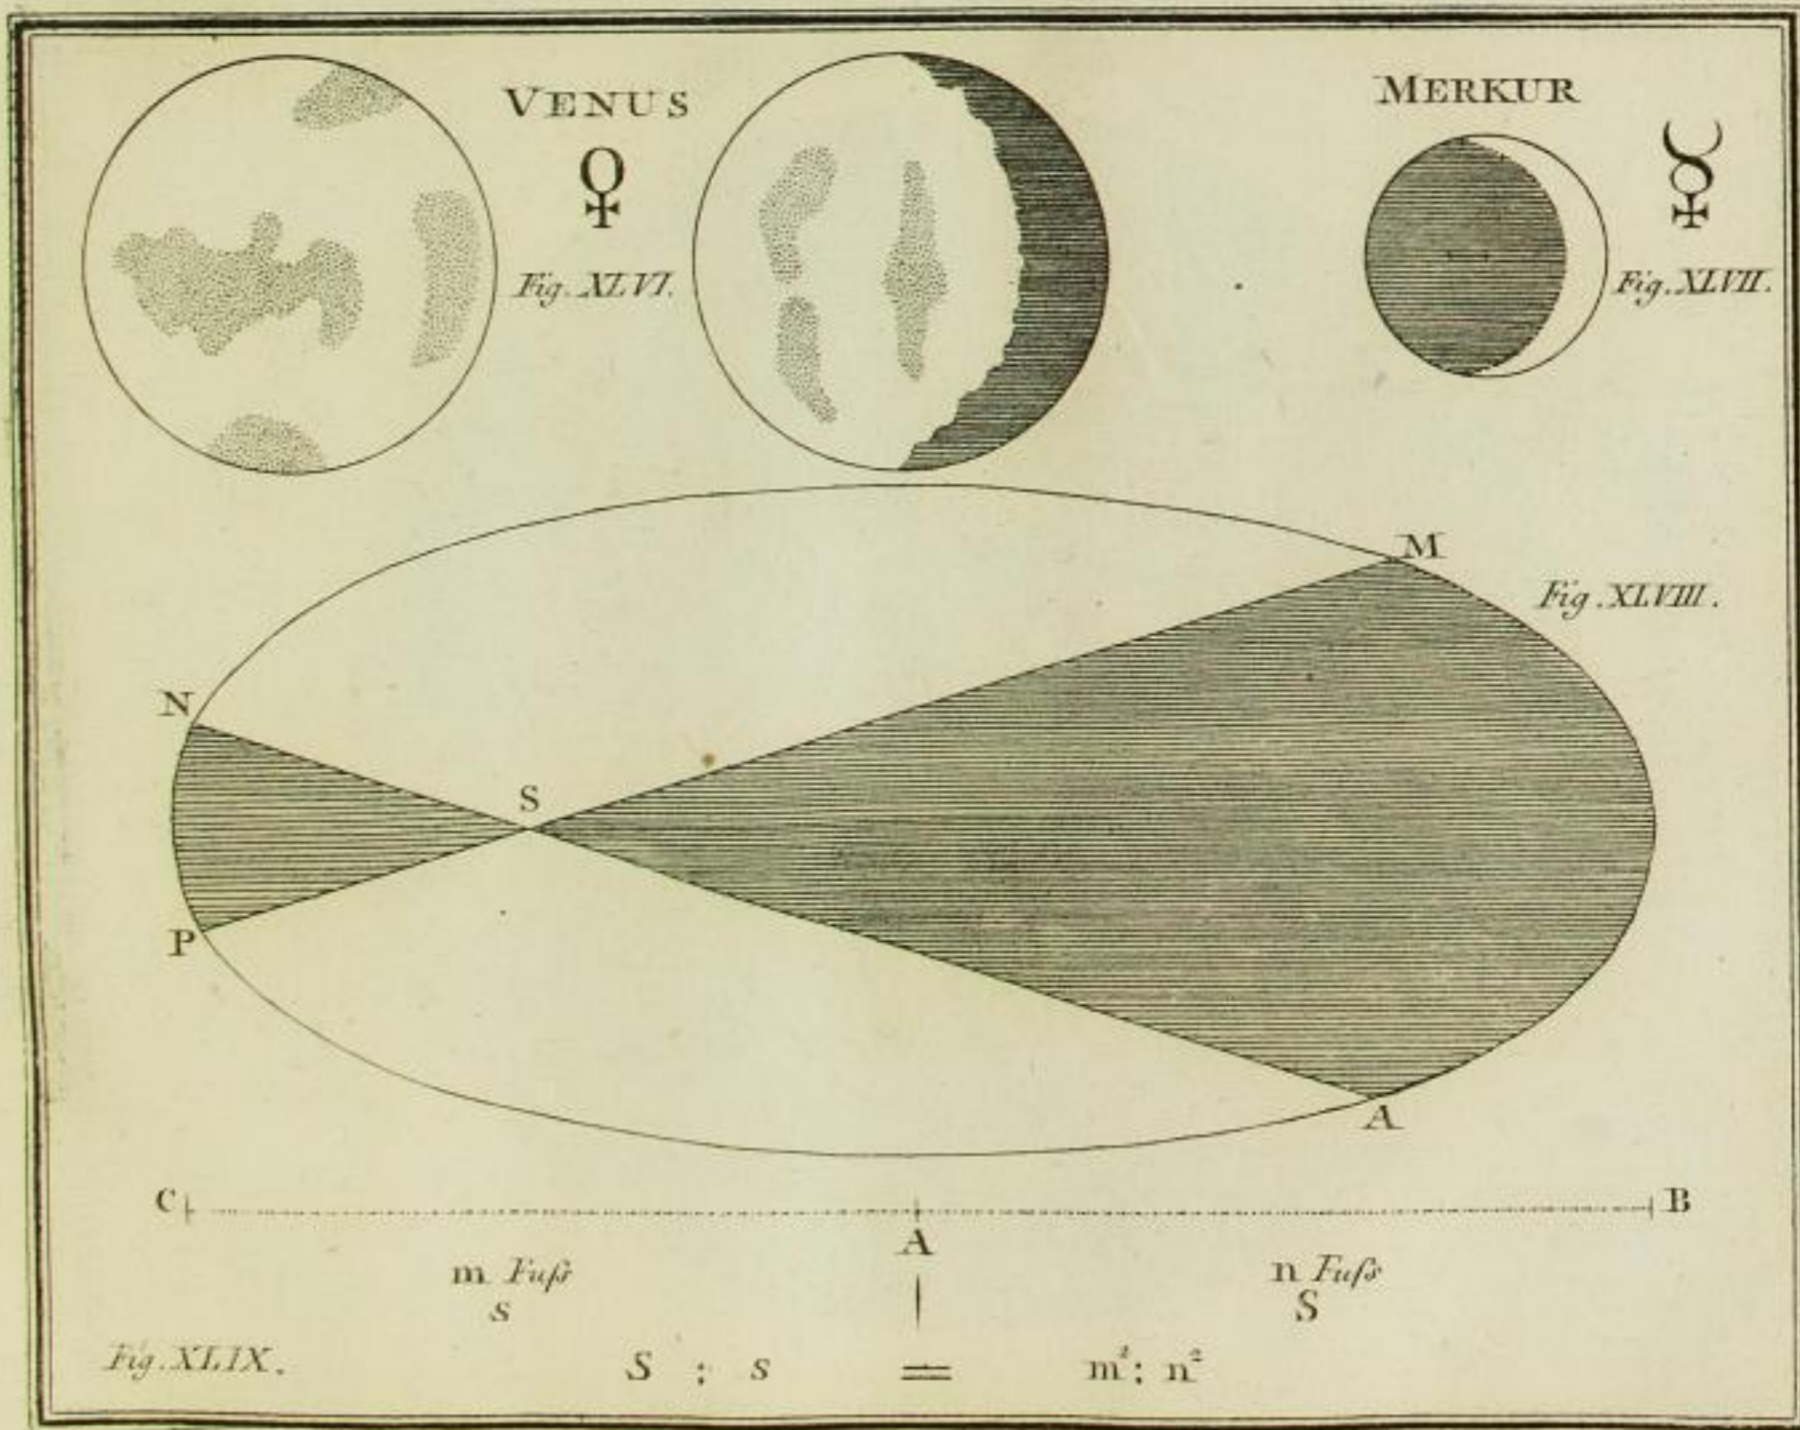 VENUS
♀
Fig. XLVI.
MERKUR
☿
Fig. XLVII.
M
Fig. XLVIII.
N
S
P
A
C
B
A
m Fuſs
n Fuſs
s
S
Fig. XLIX.
S : s = m²: n²